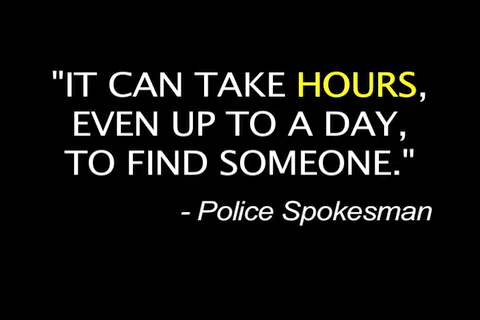 "IT CAN TAKE HOURS,
EVEN UP TO A DAY,
TO FIND SOMEONE."
- Police Spokesman